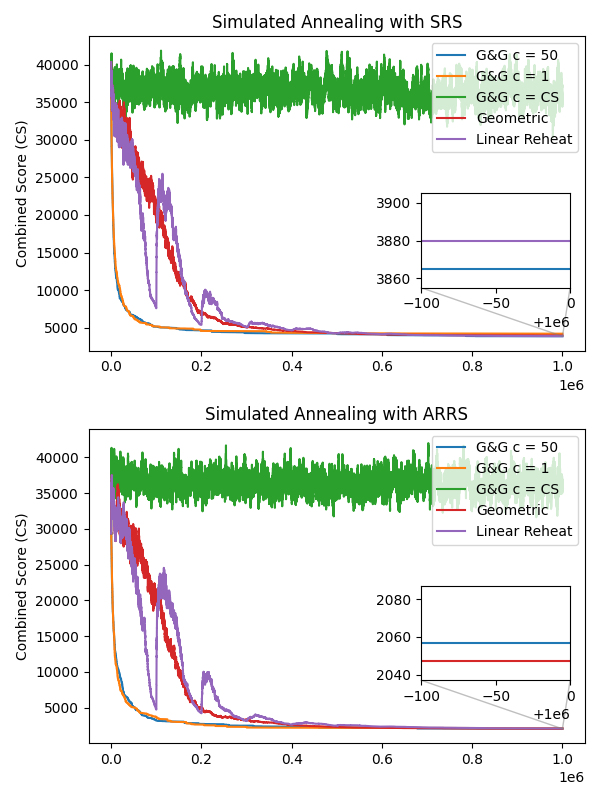 Simulated Annealing with SRS
Combined Score (CS)
40000
35000
30000
25000
20000
15000
10000
5000
G&G c = 50
G&G c = 1
G&G c = CS
Geometric
Linear Reheat
3900
3880
3860
−100 −50 0
+1e6
0.0 0.2 0.4 0.6 0.8 1.0
1e6
Simulated Annealing with ARRS
Combined Score (CS)
40000
35000
30000
25000
20000
15000
10000
5000
G&G c = 50
G&G c = 1
G&G c = CS
Geometric
Linear Reheat
2080
2060
2040
−100 −50 0
+1e6
0.0 0.2 0.4 0.6 0.8 1.0
1e6